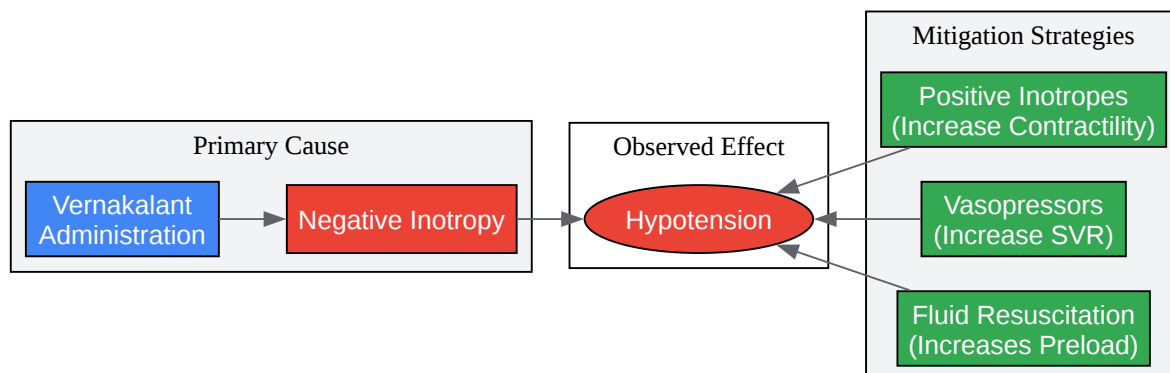 Primary Cause
Vernakalant
Administration
Negative Inotropy
Observed Effect
Hypotension
Mitigation Strategies
Positive Inotropes
(Increase Contractility)
Vasopressors
(Increase SVR)
Fluid Resuscitation
(Increases Preload)